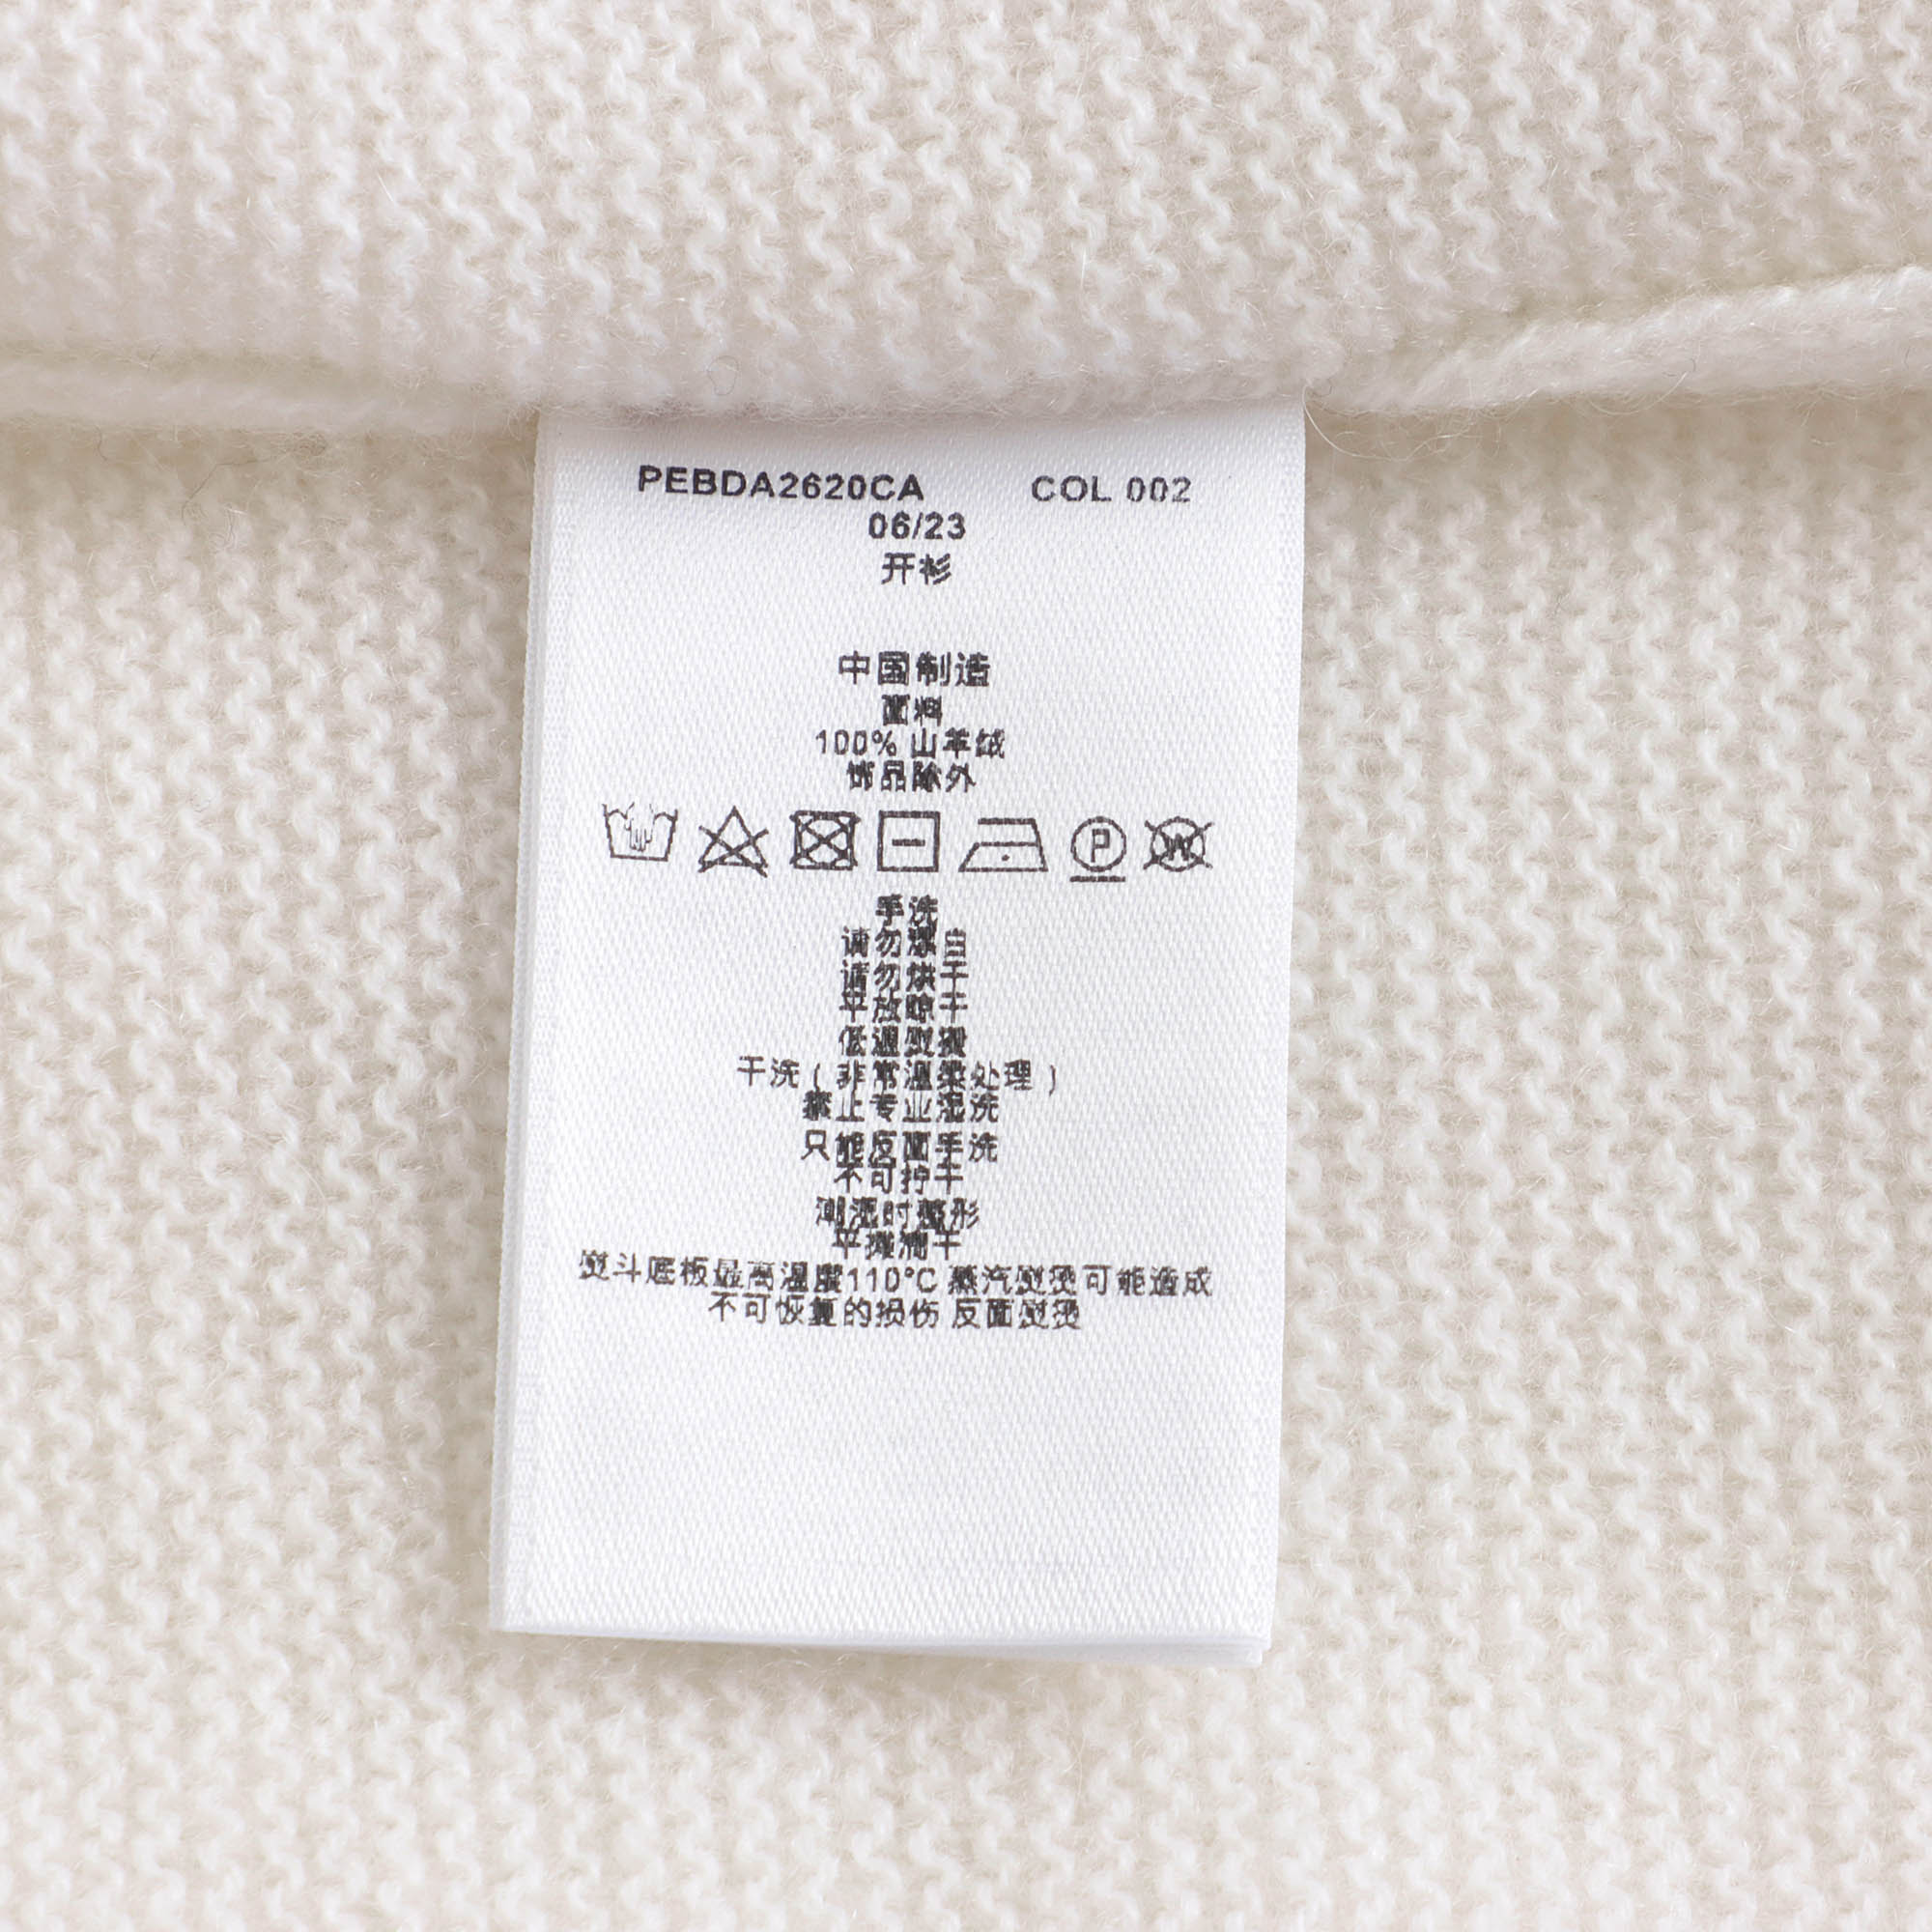 PEBDA2620CA COL 002
06/23
开衫
中国制造
面料
100% 山羊绒
饰品除外
P W
手洗
请勿漂白
请勿烘干
平放晾干
低温熨烫
干洗(非常温柔处理)
禁止专业湿洗
只能反面手洗
不可拧干
潮湿时整形
平摊滴干
熨斗底板最高温度110°C 蒸汽熨烫可能造成
不可恢复的损伤 反面熨烫